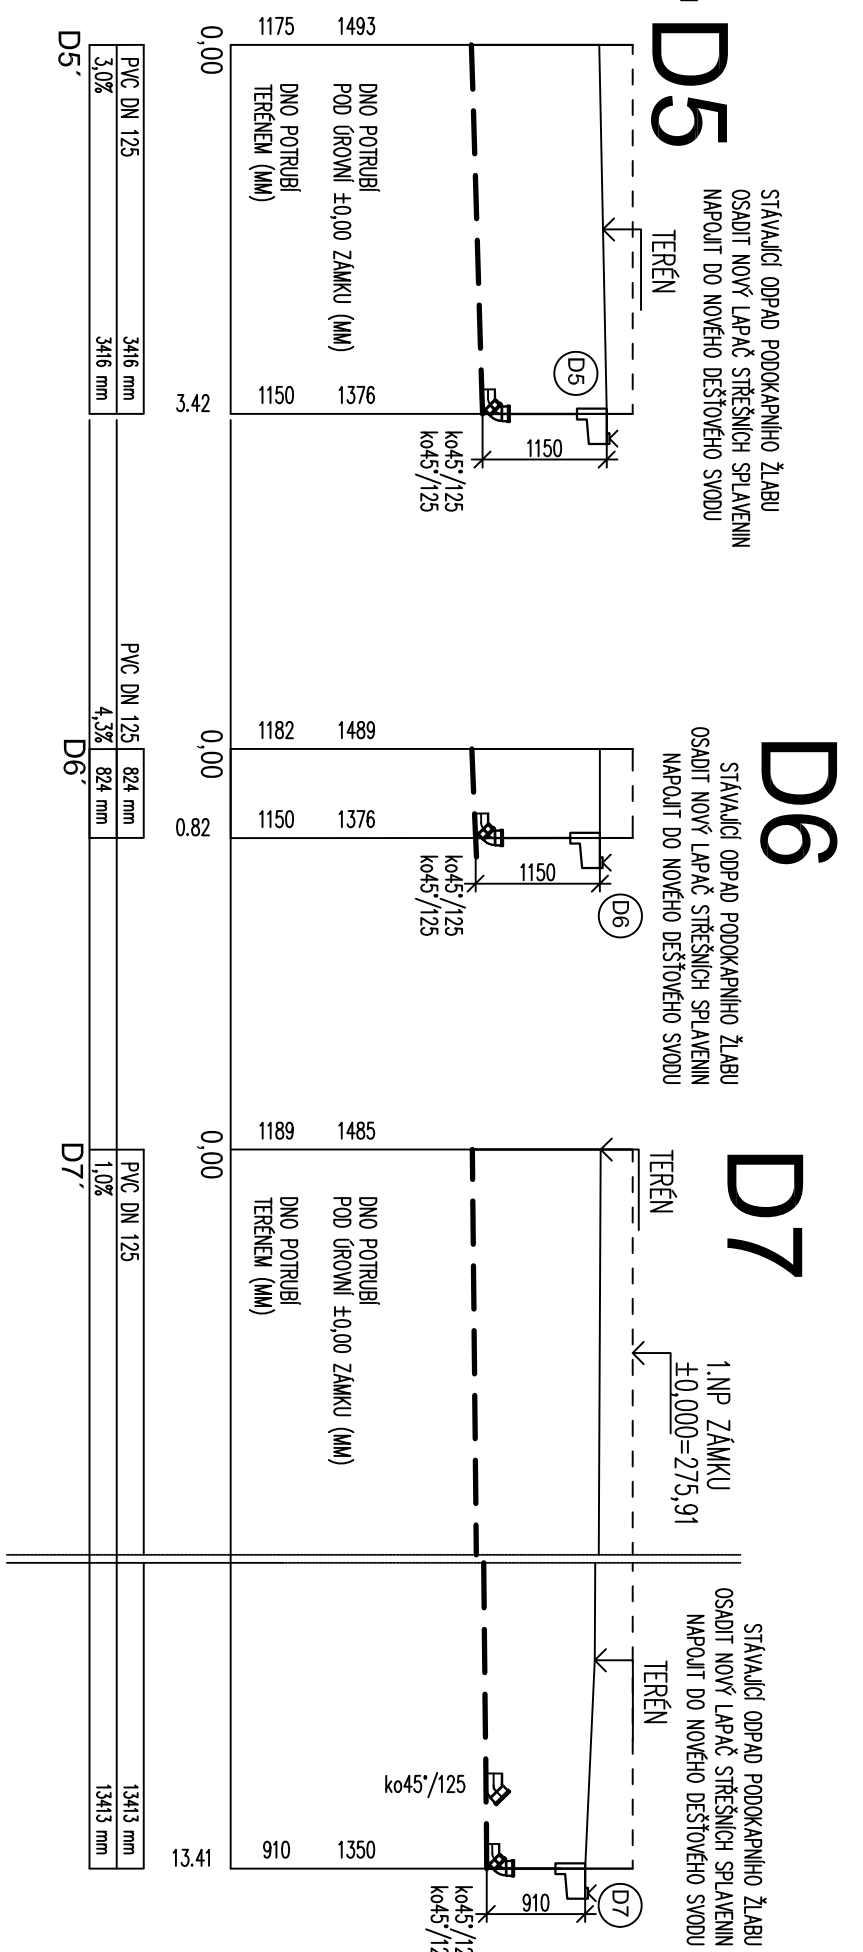 D5
STÁVAJÍCÍ ODPAD PODOKAPNÍHO ŽLABU
OSADIT NOVÝ LAPAČ STŘEŠNÍCH SPLAVENIN
NAPOJIT DO NOVÉHO DEŠŤOVÉHO SVODU
TERÉN
D5
1150
ko45°/125
ko45°/125
1493
1376
DNO POTRUBÍ
POD ÚROVNÍ ±0,00 ZÁMKU (MM)
1175
1150
DNO POTRUBÍ
TERÉNEM (MM)
0,00
3.42
PVC DN 125
3416 mm
3,0%
3416 mm
D5´
D6
STÁVAJÍCÍ ODPAD PODOKAPNÍHO ŽLABU
OSADIT NOVÝ LAPAČ STŘEŠNÍCH SPLAVENIN
NAPOJIT DO NOVÉHO DEŠŤOVÉHO SVODU
D6
1150
ko45°/125
ko45°/125
1489
1376
1182
1150
0,00
0.82
PVC DN 125
824 mm
4,3%
824 mm
D6´
D7
1.NP ZÁMKU
±0,000=275,91
STÁVAJÍCÍ ODPAD PODOKAPNÍHO ŽLABU
OSADIT NOVÝ LAPAČ STŘEŠNÍCH SPLAVENIN
NAPOJIT DO NOVÉHO DEŠŤOVÉHO SVODU
TERÉN
TERÉN
D7
910
ko45°/125
ko45°/12
ko45°/12
1485
1350
DNO POTRUBÍ
POD ÚROVNÍ ±0,00 ZÁMKU (MM)
1189
910
DNO POTRUBÍ
TERÉNEM (MM)
0,00
13.41
PVC DN 125
13413 mm
1,0%
13413 mm
D7´